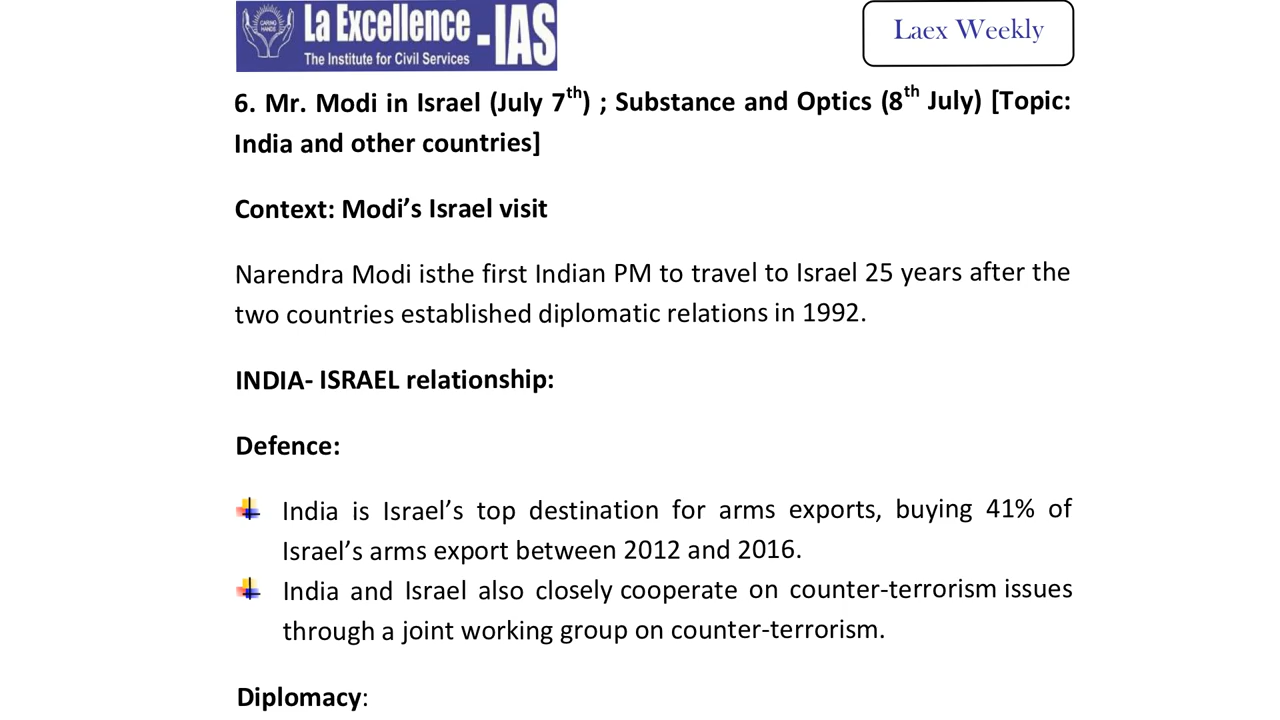 CARING
HANDS
La Excellence -IAS
The Institute for Civil Services
Laex Weekly
6. Mr. Modi in Israel (July 7th) ; Substance and Optics (8th July) [Topic:
India and other countries]
Context: Modi’s Israel visit
Narendra Modi isthe first Indian PM to travel to Israel 25 years after the
two countries established diplomatic relations in 1992.
INDIA- ISRAEL relationship:
Defence:
India is Israel’s top destination for arms exports, buying 41% of
Israel’s arms export between 2012 and 2016.
India and Israel also closely cooperate on counter-terrorism issues
through a joint working group on counter-terrorism.
Diplomacy: